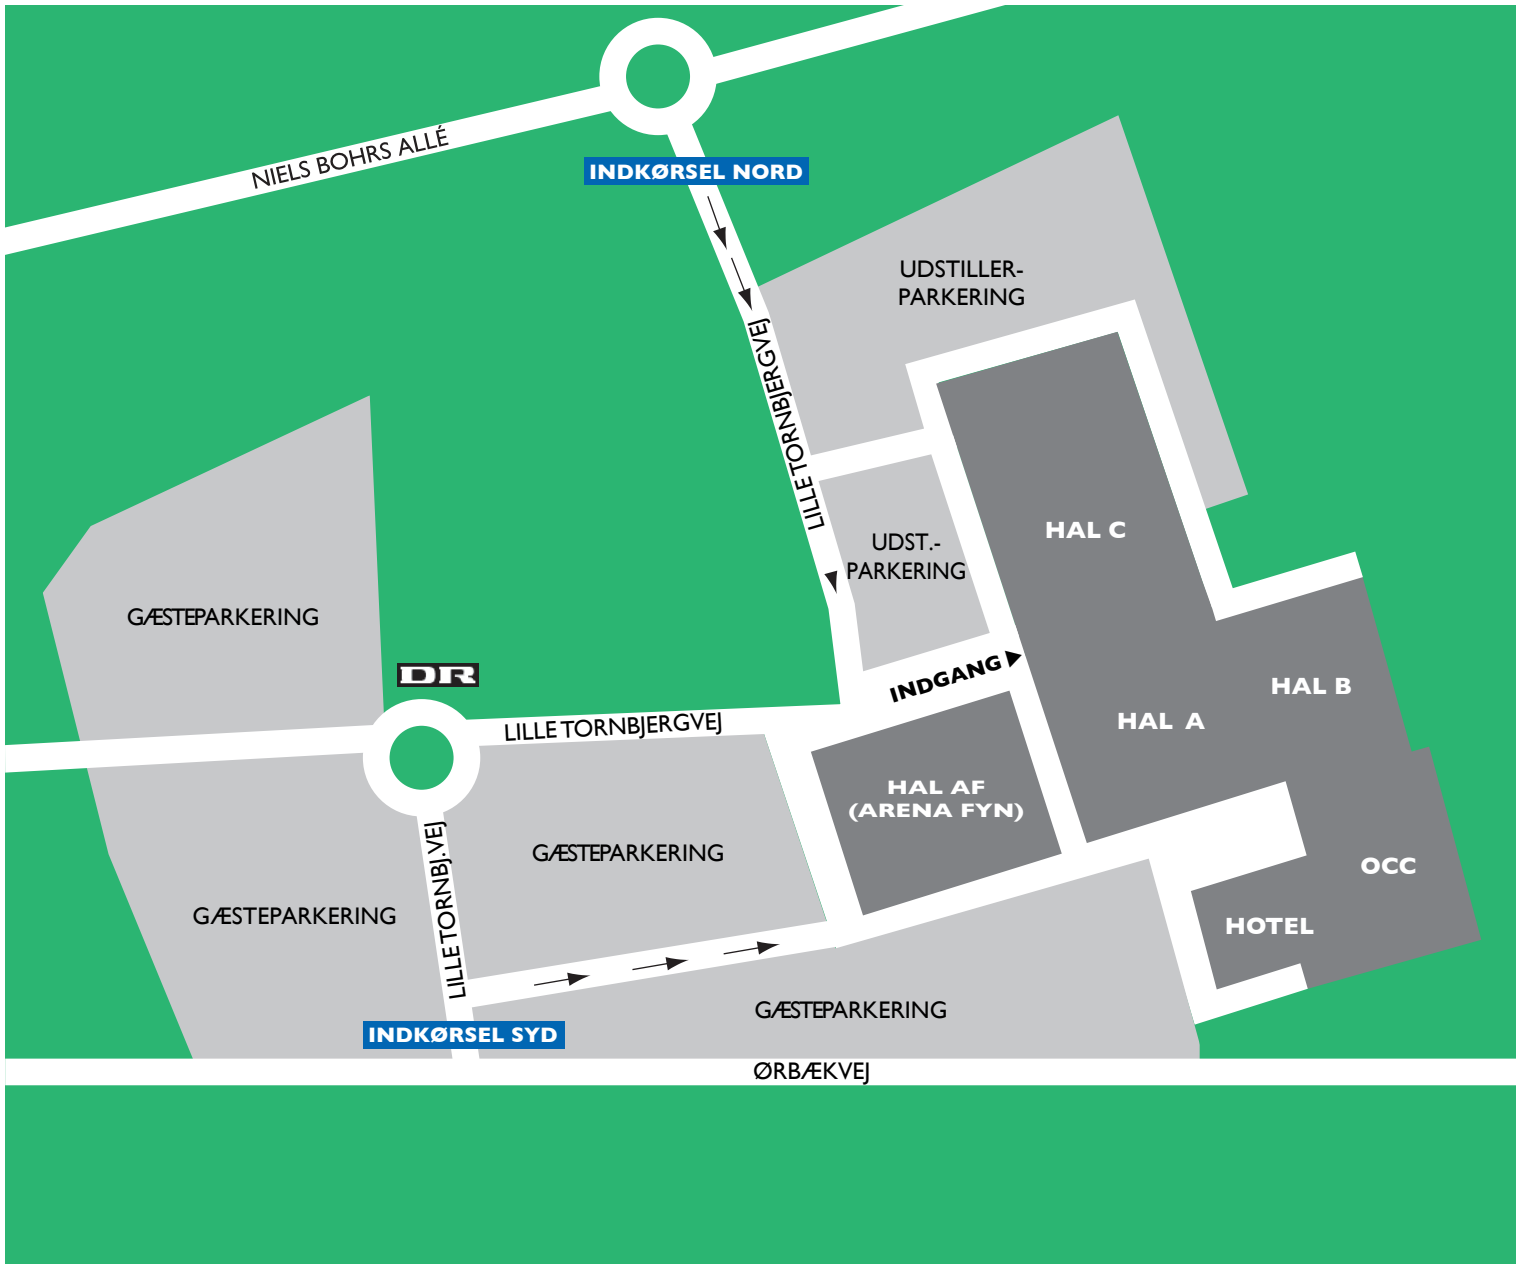 NIELS BOHRS ALLÉ
INDKØRSEL NORD
UDSTILLER-
PARKERING
LILLE TORNBJERGVEJ
HAL C
UDST.-
PARKERING
GÆSTEPARKERING
DR
INDGANG
HAL B
HAL A
LILLE TORNBJERGVEJ
HAL AF
(ARENA FYN)
LILLE TORNBJ.VEJ
GÆSTEPARKERING
OCC
GÆSTEPARKERING
HOTEL
GÆSTEPARKERING
INDKØRSEL SYD
ØRBÆKVEJ